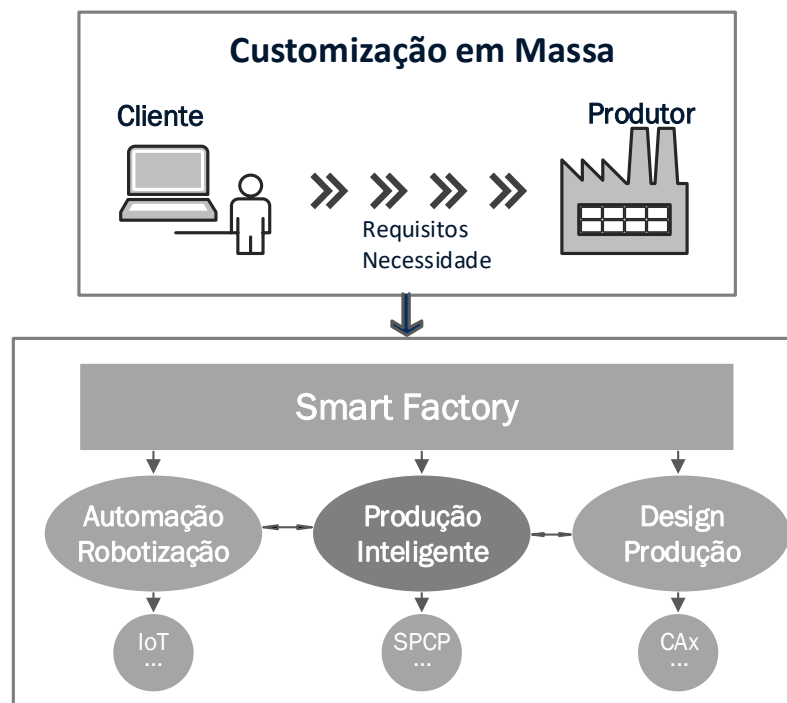 Customização em Massa
Cliente
Produtor
Requisitos
Necessidade
Smart Factory
Automação
Robotização
Produção
Inteligente
Design
Produção
IoT
...
SPCP
...
CAx
...